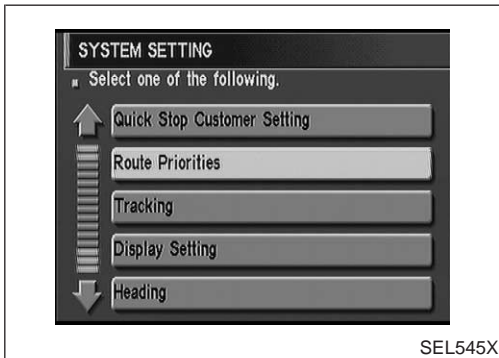 SYSTEM SETTING
Select one of the following.
Quick Stop Customer Setting
Route Priorities
Tracking
Display Setting
Heading
SEL545X